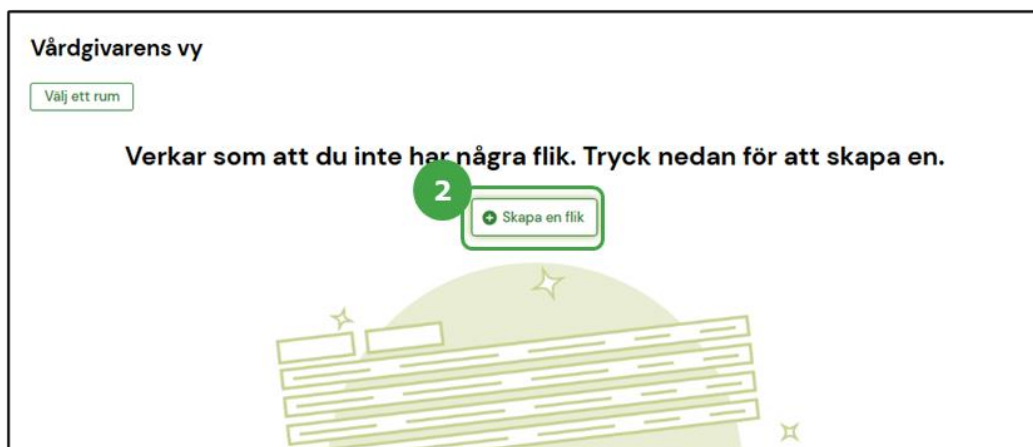 Vårdgivarens vy
Välj ett rum
Verkar som att du inte har några flik. Tryck nedan för att skapa en.
2
Skapa en flik